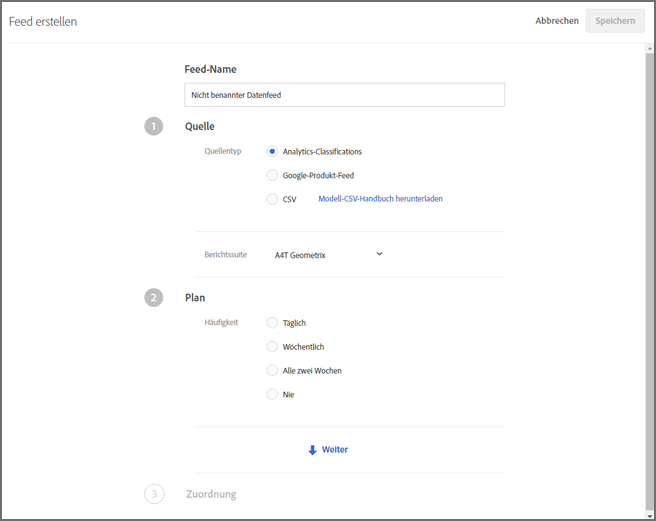 Feed erstellen
Abbrechen Speichern
Feed-Name
Nicht benannter Datenfeed
1 Quelle
Quellentyp Analytics-Classifications
Google-Produkt-Feed
CSV Modell-CSV-Handbuch herunterladen
Berichtssuite A4T Geometrix
2 Plan
Häufigkeit Täglich
Wöchentlich
Alle zwei Wochen
Nie
Weiter
3 Zuordnung